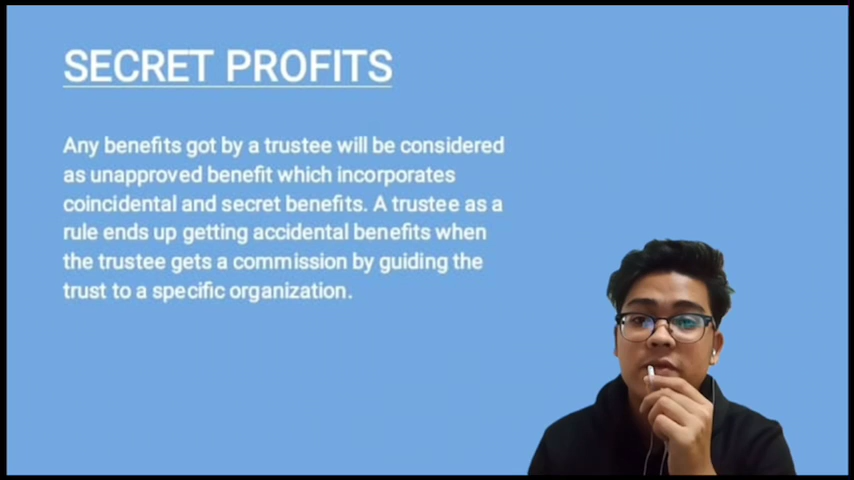 SECRET PROFITS
Any benefits got by a trustee will be considered
as unapproved benefit which incorporates
coincidental and secret benefits. A trustee as a
rule ends up getting accidental benefits when
the trustee gets a commission by guiding the
trust to a specific organization.